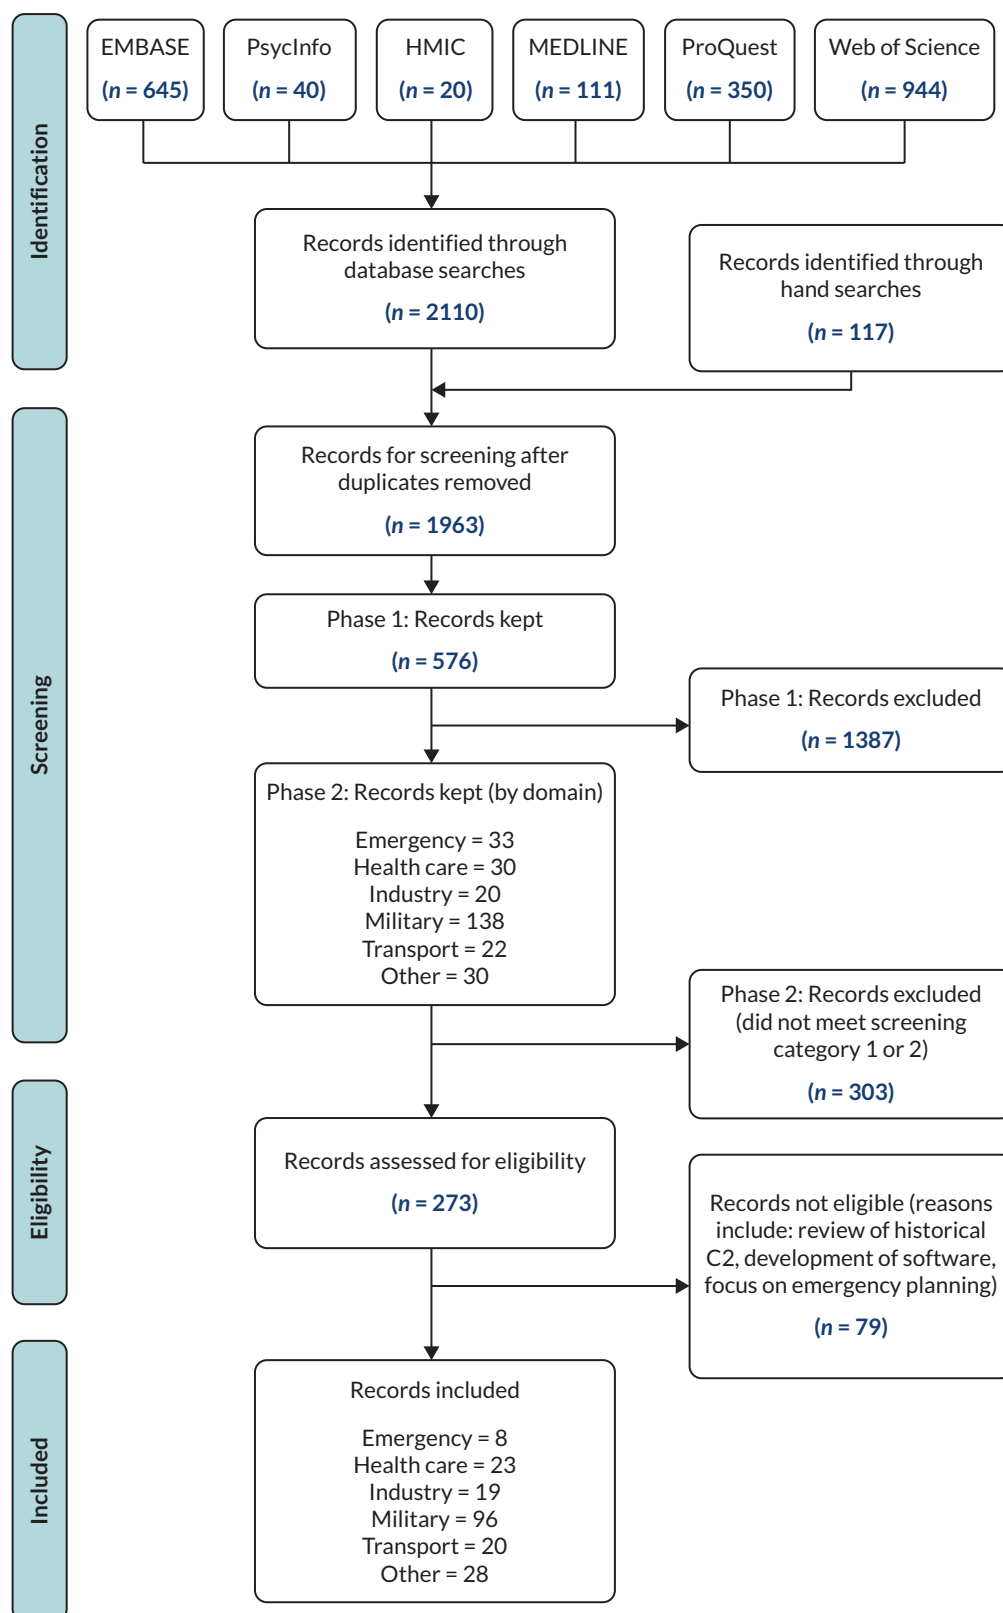 Identification
EMBASE
(n = 645)
PsycInfo
(n = 40)
HMIC
(n = 20)
MEDLINE
(n = 111)
ProQuest
(n = 350)
Web of Science
(n = 944)
Records identified through
database searches
(n = 2110)
Records identified through
hand searches
(n = 117)
Screening
Records for screening after
duplicates removed
(n = 1963)
Phase 1: Records kept
(n = 576)
Phase 1: Records excluded
(n = 1387)
Phase 2: Records kept (by domain)
Emergency = 33
Health care = 30
Industry = 20
Military = 138
Transport = 22
Other = 30
Phase 2: Records excluded
(did not meet screening
category 1 or 2)
(n = 303)
Eligibility
Records assessed for eligibility
(n = 273)
Records not eligible (reasons
include: review of historical
C2, development of software,
focus on emergency planning)
(n = 79)
Included
Records included
Emergency = 8
Health care = 23
Industry = 19
Military = 96
Transport = 20
Other = 28